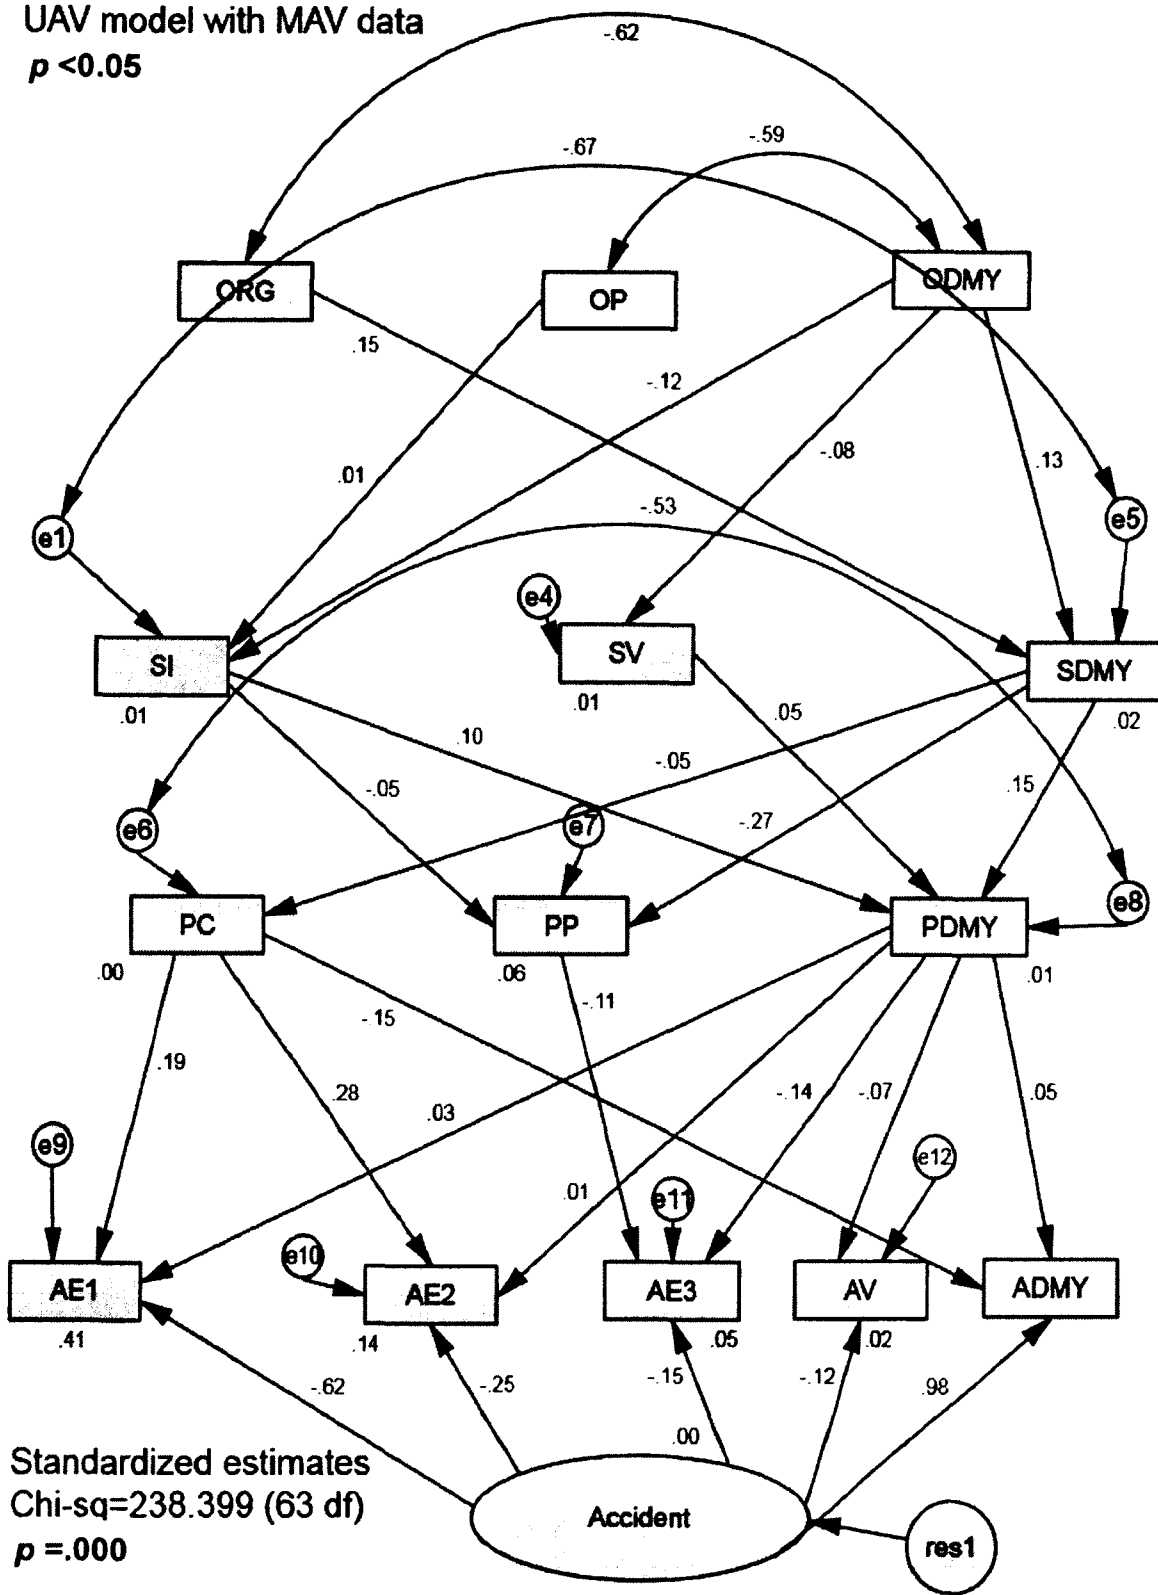 UAV model with MAV data
p <0.05
-.62
-.59
-.67
ORG
OP
ODMY
.15
-.12
-.08
.13
.01
-.53
e1
e5
e4
SI
SV
SDMY
.01
.01
.02
.10
.05
-.05
-.05
.15
-.27
e6
e7
e8
PC
PP
PDMY
.00
.06
.01
-.11
-.15
.19
.28
.03
-.14
-.07
.05
e9
e12
.01
e11
e10
AE1
AE2
AE3
AV
ADMY
.41
.14
.05
.02
-.62
-.25
-.15
-.12
.98
.00
Standardized estimates
Chi-sq=238.399 (63 df)
p =.000
Accident
res1